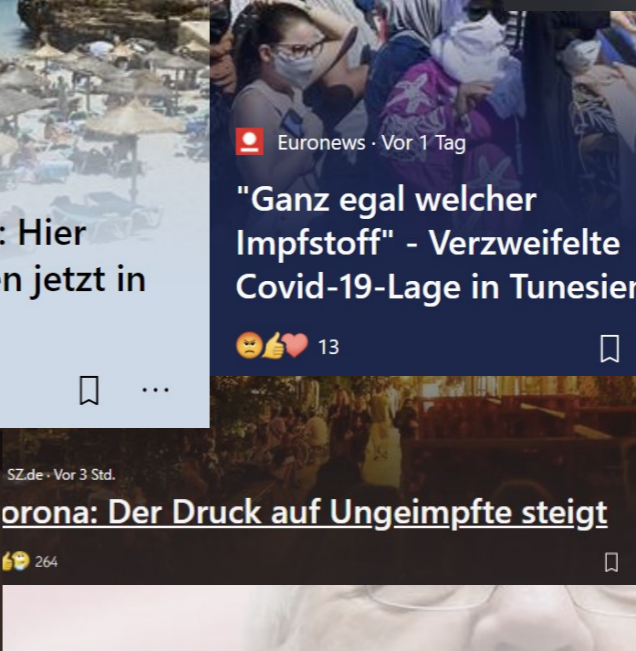 : Hier
n jetzt in
Euronews · Vor 1 Tag
"Ganz egal welcher
Impfstoff" - Verzweifelte
Covid-19-Lage in Tunesien
13
SZ.de · Vor 3 Std.
orona: Der Druck auf Ungeimpfte steigt
264